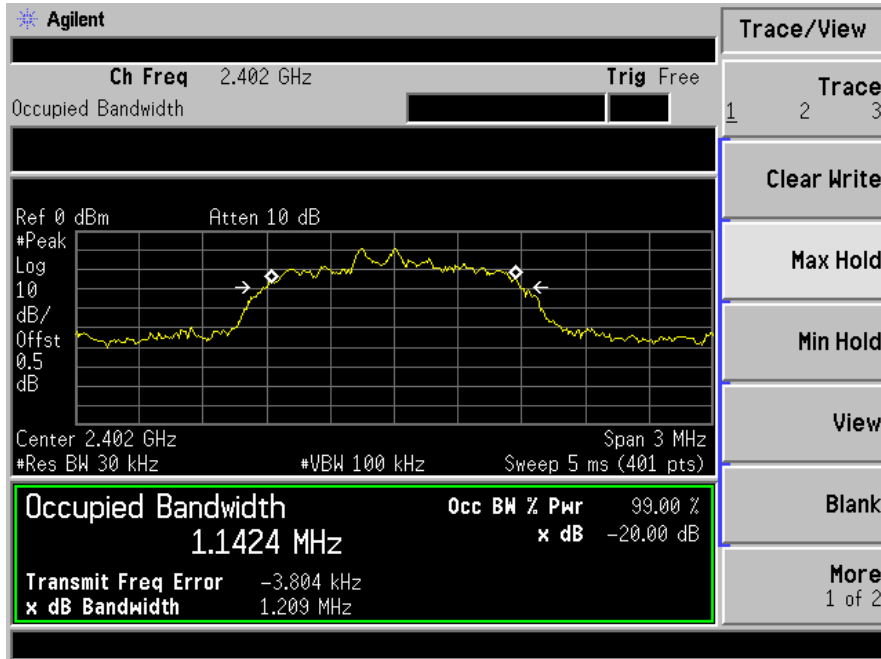 Agilent
Trace/View
Ch Freq 2.402 GHz Trig Free
Occupied Bandwidth
Trace
1 2 3
Clear Write
Max Hold
Min Hold
View
Blank
More
1 of 2
Ref 0 dBm Atten 10 dB
#Peak
Log
10
dB/
Offst
0.5
dB
Center 2.402 GHz Span 3 MHz
#Res BW 30 kHz #VBW 100 kHz Sweep 5 ms (401 pts)
Occupied Bandwidth Occ BW % Pwr 99.00 %
1.1424 MHz x dB -20.00 dB
Transmit Freq Error -3.804 kHz
x dB Bandwidth 1.209 MHz